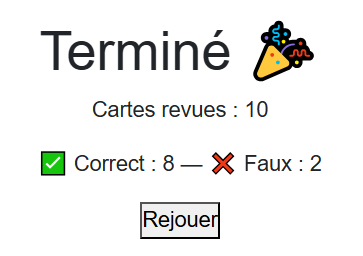 Terminé 🎉
Cartes revues : 10
✅ Correct : 8 — ❌ Faux : 2
Rejouer